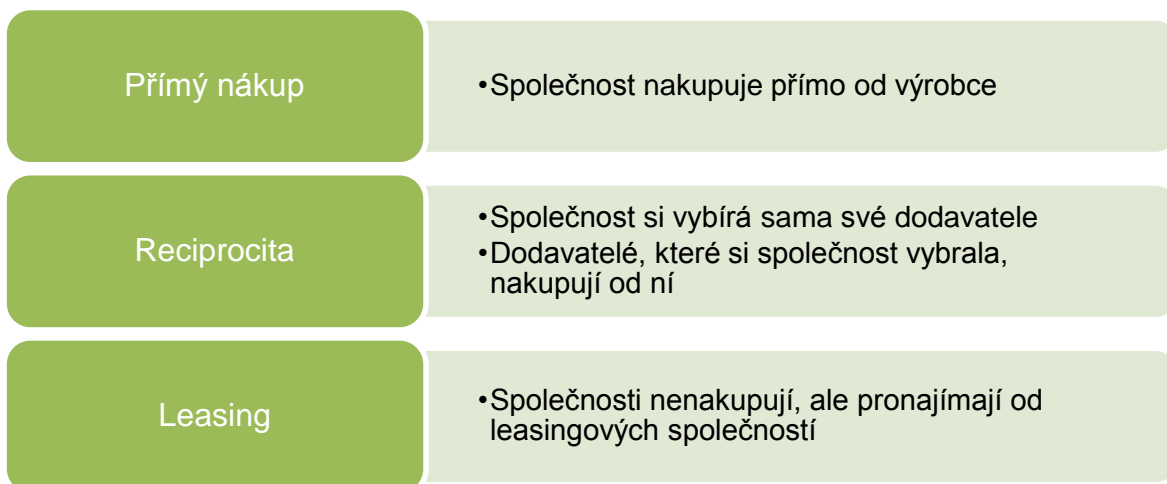 Přímý nákup
•Společnost nakupuje přímo od výrobce
Reciprocita
•Společnost si vybírá sama své dodavatele
•Dodavatelé, které si společnost vybrala,
nakupují od ní
Leasing
•Společnosti nenakupují, ale pronajímají od
leasingových společností